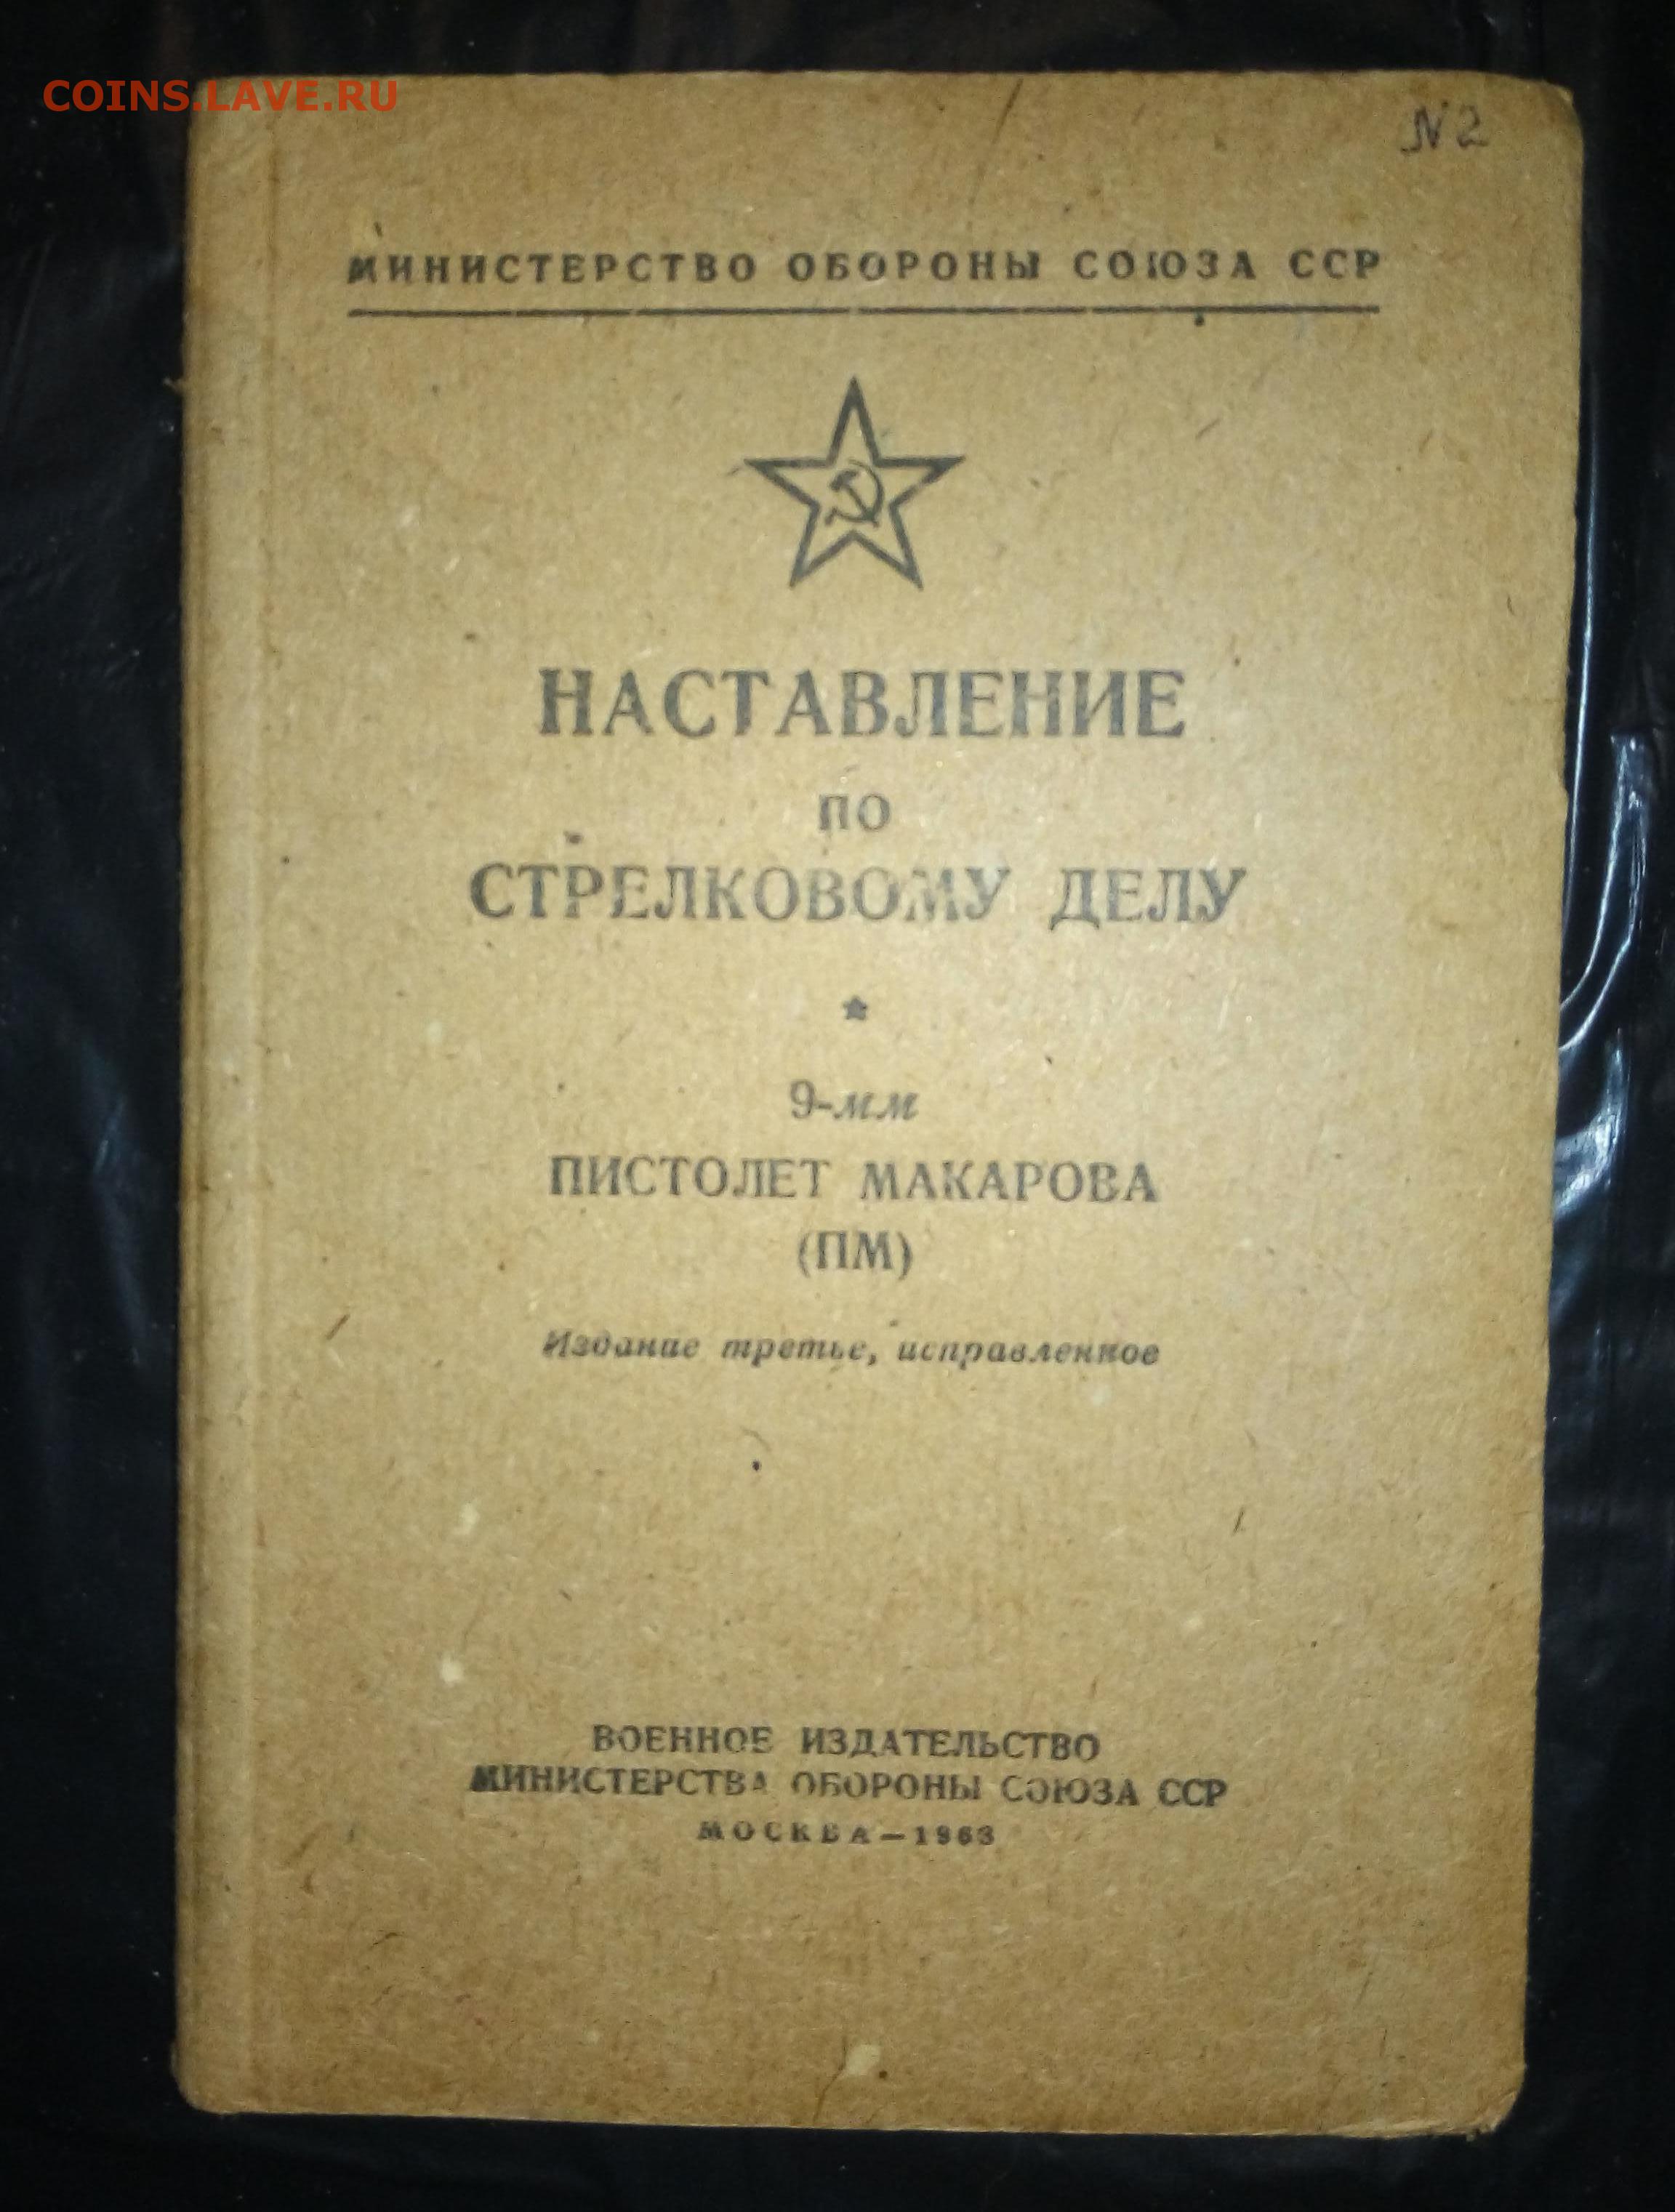 COINS.LAVE.RU
N2
МИНИСТЕРСТВО ОБОРОНЫ СОЮЗА ССР
НАСТАВЛЕНИЕ
ПО
СТРЕЛКОВОМУ ДЕЛУ
9-мм
ПИСТОЛЕТ МАКАРОВА
(ПМ)
Издание третье, исправленное
ВОЕННОЕ ИЗДАТЕЛЬСТВО
МИНИСТЕРСТВА ОБОРОНЫ СОЮЗА ССР
МОСКВА—1963